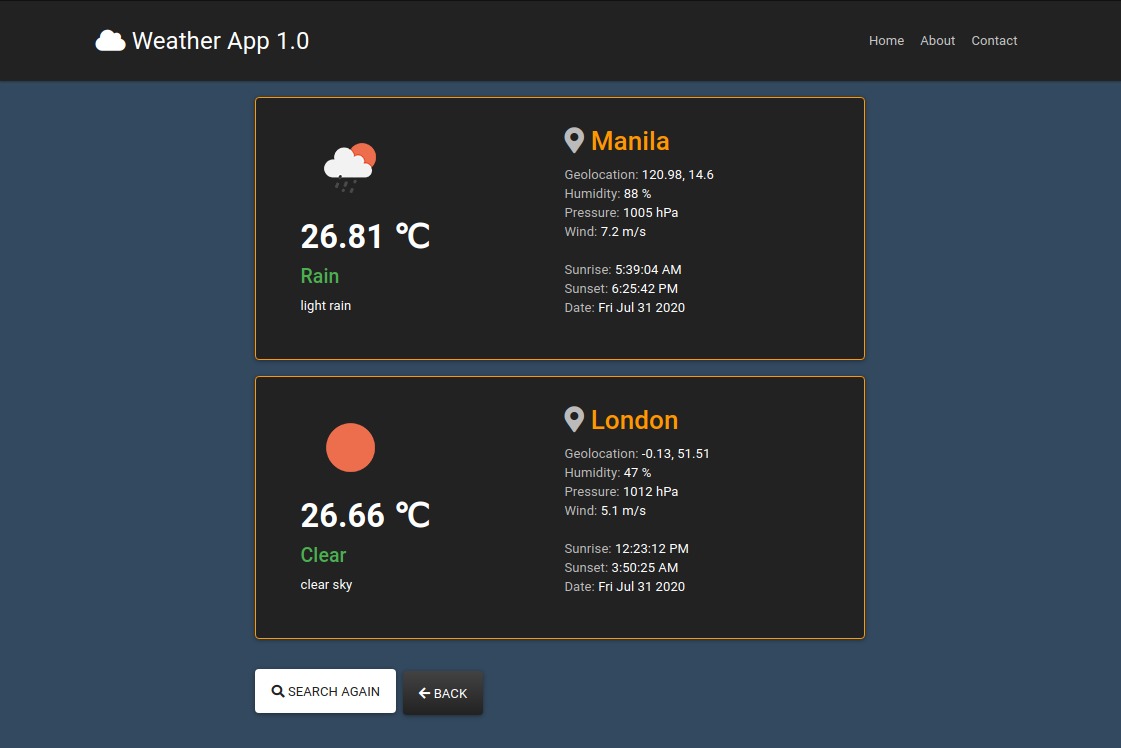 Weather App 1.0
Home About Contact
Manila
Geolocation: 120.98, 14.6
Humidity: 88 %
Pressure: 1005 hPa
Wind: 7.2 m/s
Sunrise: 5:39:04 AM
Sunset: 6:25:42 PM
Date: Fri Jul 31 2020
26.81 ℃
Rain
light rain
London
Geolocation: -0.13, 51.51
Humidity: 47 %
Pressure: 1012 hPa
Wind: 5.1 m/s
Sunrise: 12:23:12 PM
Sunset: 3:50:25 AM
Date: Fri Jul 31 2020
26.66 ℃
Clear
clear sky
SEARCH AGAIN
BACK